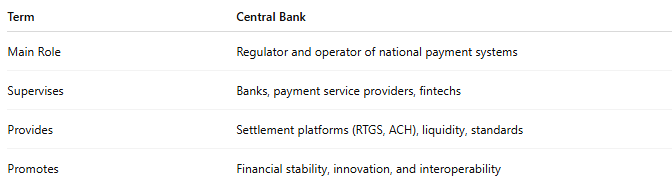 Term Central Bank
Main Role Regulator and operator of national payment systems
Supervises Banks, payment service providers, fintechs
Provides Settlement platforms (RTGS, ACH), liquidity, standards
Promotes Financial stability, innovation, and interoperability